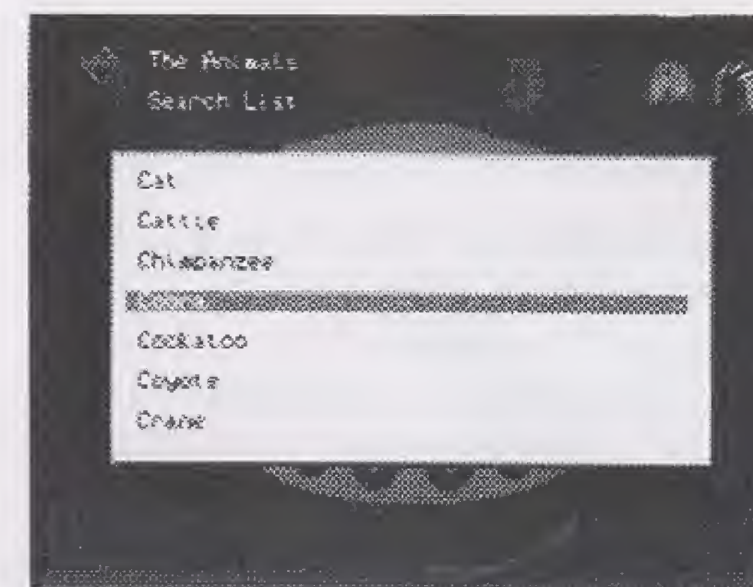 The Animals
Search List
Cat
Cattle
Chimpanzee
Cockatoo
Coyote
Crane